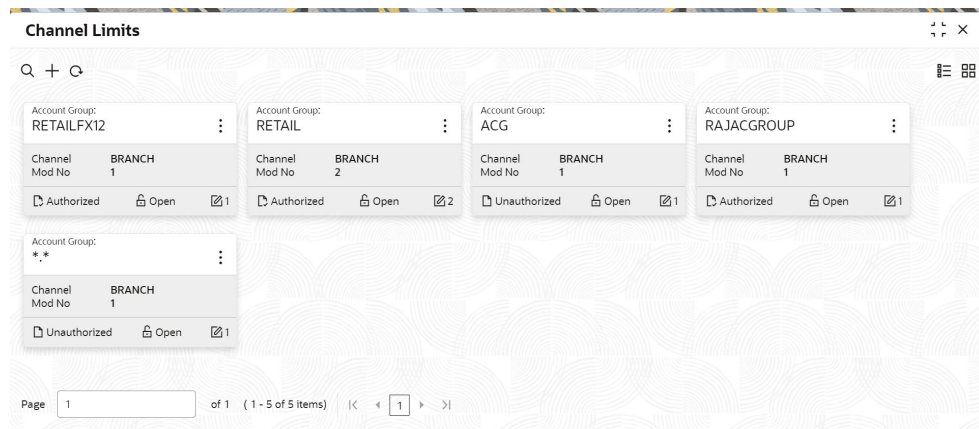 Channel Limits
Account Group:
RETAILFX12
Channel BRANCH
Mod No 1
Authorized Open 1
Account Group:
RETAIL
Channel BRANCH
Mod No 2
Authorized Open 2
Account Group:
ACG
Channel BRANCH
Mod No 1
Unauthorized Open 1
Account Group:
RAJACGROUP
Channel BRANCH
Mod No 1
Authorized Open 1
Account Group:
*.*
Channel BRANCH
Mod No 1
Unauthorized Open 1
Page 1 of 1 ( 1 - 5 of 5 items) 1